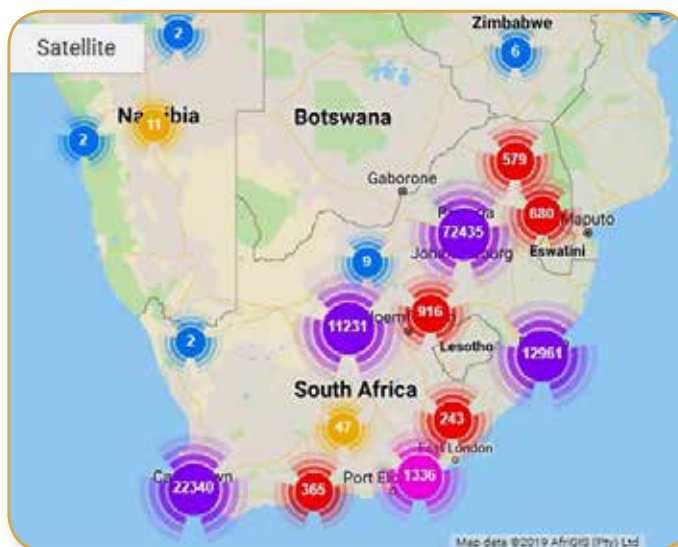 Satellite
2
Zimbabwe
6
2
11
Botswana
579
Gaborone
680
Maputo
72435
Eswatini
9
11231
916
12961
2
Lesotho
South Africa
47
243
East London
22340
365
Port Eliz
1336
Map data ©2019 AfriGIS (Pty) Ltd